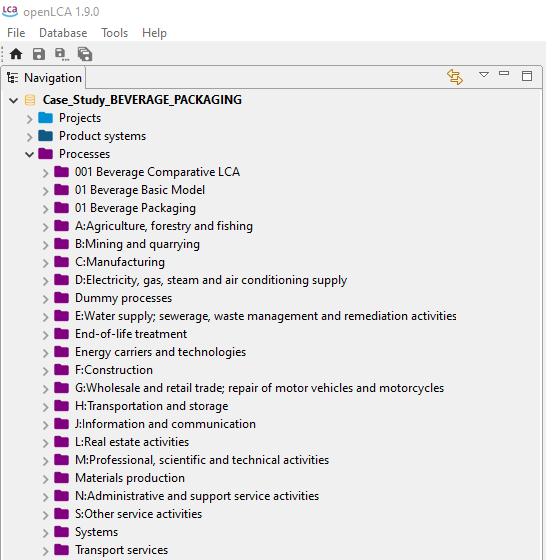 LCA openLCA 1.9.0
File Database Tools Help
Navigation
Case_Study_BEVERAGE_PACKAGING
Projects
Product systems
Processes
001 Beverage Comparative LCA
01 Beverage Basic Model
01 Beverage Packaging
A:Agriculture, forestry and fishing
B:Mining and quarrying
C:Manufacturing
D:Electricity, gas, steam and air conditioning supply
Dummy processes
E:Water supply; sewerage, waste management and remediation activities
End-of-life treatment
Energy carriers and technologies
F:Construction
G:Wholesale and retail trade; repair of motor vehicles and motorcycles
H:Transportation and storage
J:Information and communication
L:Real estate activities
M:Professional, scientific and technical activities
Materials production
N:Administrative and support service activities
S:Other service activities
Systems
Transport services